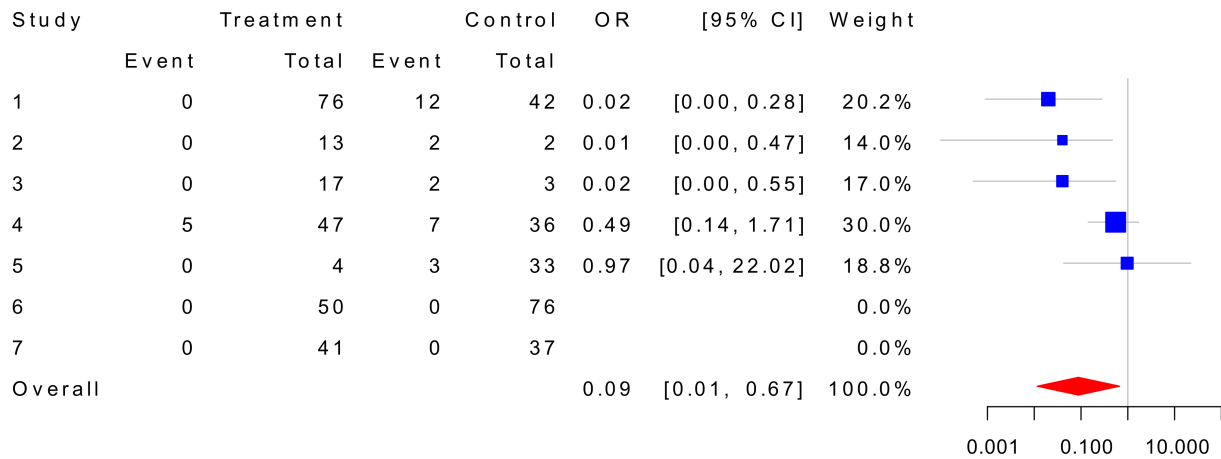 Study Treatment Control OR [95% CI] Weight
Event Total Event Total
1 0 76 12 42 0.02 [0.00, 0.28] 20.2%
2 0 13 2 2 0.01 [0.00, 0.47] 14.0%
3 0 17 2 3 0.02 [0.00, 0.55] 17.0%
4 5 47 7 36 0.49 [0.14, 1.71] 30.0%
5 0 4 3 33 0.97 [0.04, 22.02] 18.8%
6 0 50 0 76 0.0%
7 0 41 0 37 0.0%
Overall 0.09 [0.01, 0.67] 100.0%
0.001 0.100 10.000